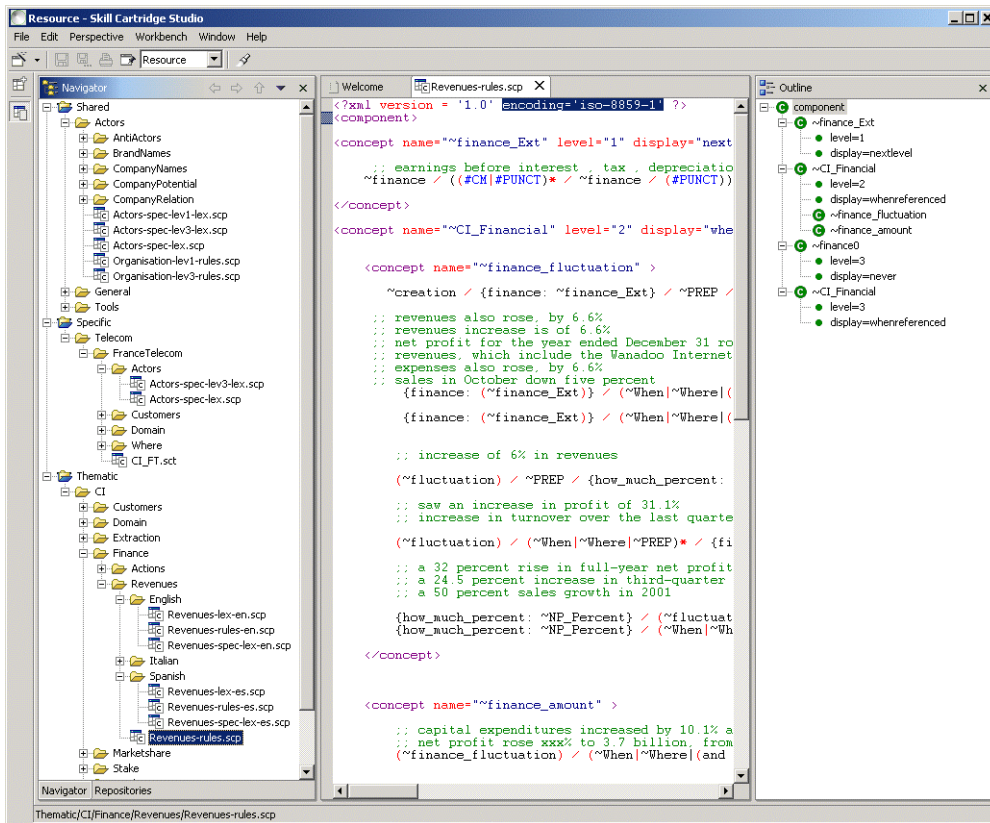 Resource - Skill Cartridge Studio
File Edit Perspective Workbench Window Help
Resource
Navigator
Shared
Actors
AntiActors
BrandNames
CompanyNames
CompanyPotential
CompanyRelation
Actors-spec-lev1-lex.scp
Actors-spec-lev3-lex.scp
Actors-spec-lex.scp
Organisation-lev1-rules.scp
Organisation-lev3-rules.scp
General
Tools
Specific
Telecom
FranceTelecom
Actors
Actors-spec-lev3-lex.scp
Actors-spec-lex.scp
Customers
Domain
Where
CI_FT.sct
Thematic
CI
Customers
Domain
Extraction
Finance
Actions
Revenues
English
Revenues-lex-en.scp
Revenues-rules-en.scp
Revenues-spec-lex-en.scp
Italian
Spanish
Revenues-lex-es.scp
Revenues-rules-es.scp
Revenues-spec-lex-es.scp
Revenues-rules.scp
Marketshare
Stake
Navigator Repositories
Welcome Revenues-rules.scp
<?xml version = '1.0' encoding='iso-8859-1' ?>
<component>
<concept name="~finance_Ext" level="1" display="next
;; earnings before interest , tax , depreciatio
~finance / ((#CM|#PUNCT)* / ~finance / (#PUNCT))
</concept>
<concept name="~CI_Financial" level="2" display="whe
<concept name="~finance_fluctuation" >
~creation / {finance: ~finance_Ext} / ~PREP /
;; revenues also rose, by 6.6%
;; revenues increase is of 6.6%
;; net profit for the year ended December 31 ro
;; revenues, which include the Wanadoo Internet
;; expenses also rose, by 6.6%
;; sales in October down five percent
{finance: (~finance_Ext)} / (~When|~Where|(
{finance: (~finance_Ext)} / (~When|~Where|(
;; increase of 6% in revenues
(~fluctuation) / ~PREP / {how_much_percent:
;; saw an increase in profit of 31.1%
;; increase in turnover over the last quarte
(~fluctuation) / (~When|~Where|~PREP)* / {fi
;; a 32 percent rise in full-year net profit
;; a 24.5 percent increase in third-quarter
;; a 50 percent sales growth in 2001
{how_much_percent: ~NP_Percent} / (~fluctuat
{how_much_percent: ~NP_Percent} / (~When|~Wh
</concept>
<concept name="~finance_amount" >
;; capital expenditures increased by 10.1% a
;; net profit rose xxx% to 3.7 billion, from
(~finance_fluctuation) / (~When|~Where|(and
Outline
component
~finance_Ext
level=1
display=nextlevel
~CI_Financial
level=2
display=whenreferenced
~finance_fluctuation
~finance_amount
~finance0
level=3
display=never
~CI_Financial
level=3
display=whenreferenced
Thematic/CI/Finance/Revenues/Revenues-rules.scp